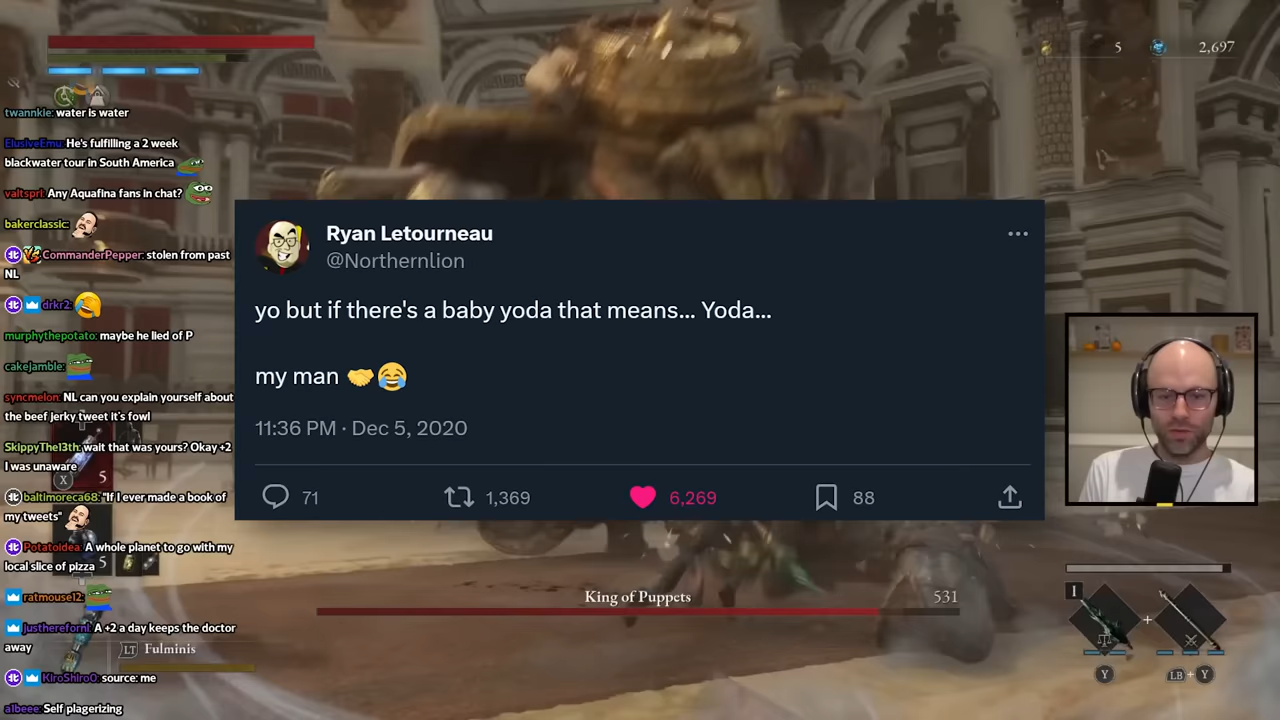 5
2,697
twannkie: water is water
ElusiveEmu: He's fulfilling a 2 week
blackwater tour in South America
valtsprl: Any Aquafina fans in chat?
bakerclassic:
CommanderPepper: stolen from past
NL
drkr2:
murphythepotato: maybe he lied of P
cakejamble:
syncmelon: NL can you explain yourself about
the beef jerky tweet it's fowl
SkippyThe13th: wait that was yours? Okay +2
I was unaware
X
5
baltimoreca68: "If I ever made a book of
my tweets"
Potatoidea: A whole planet to go with my
local slice of pizza
5
ratmouse12:
Justherefornl: A +2 a day keeps the doctor
away
LT Fulminis
KiroShiro0: source: me
albeee: Self plagerizing
Ryan Letourneau
@Northernlion
yo but if there's a baby yoda that means... Yoda...
my man 🤝😂
11:36 PM · Dec 5, 2020
71
1,369
6,269
88
King of Puppets
531
I
+
Y
LB + Y